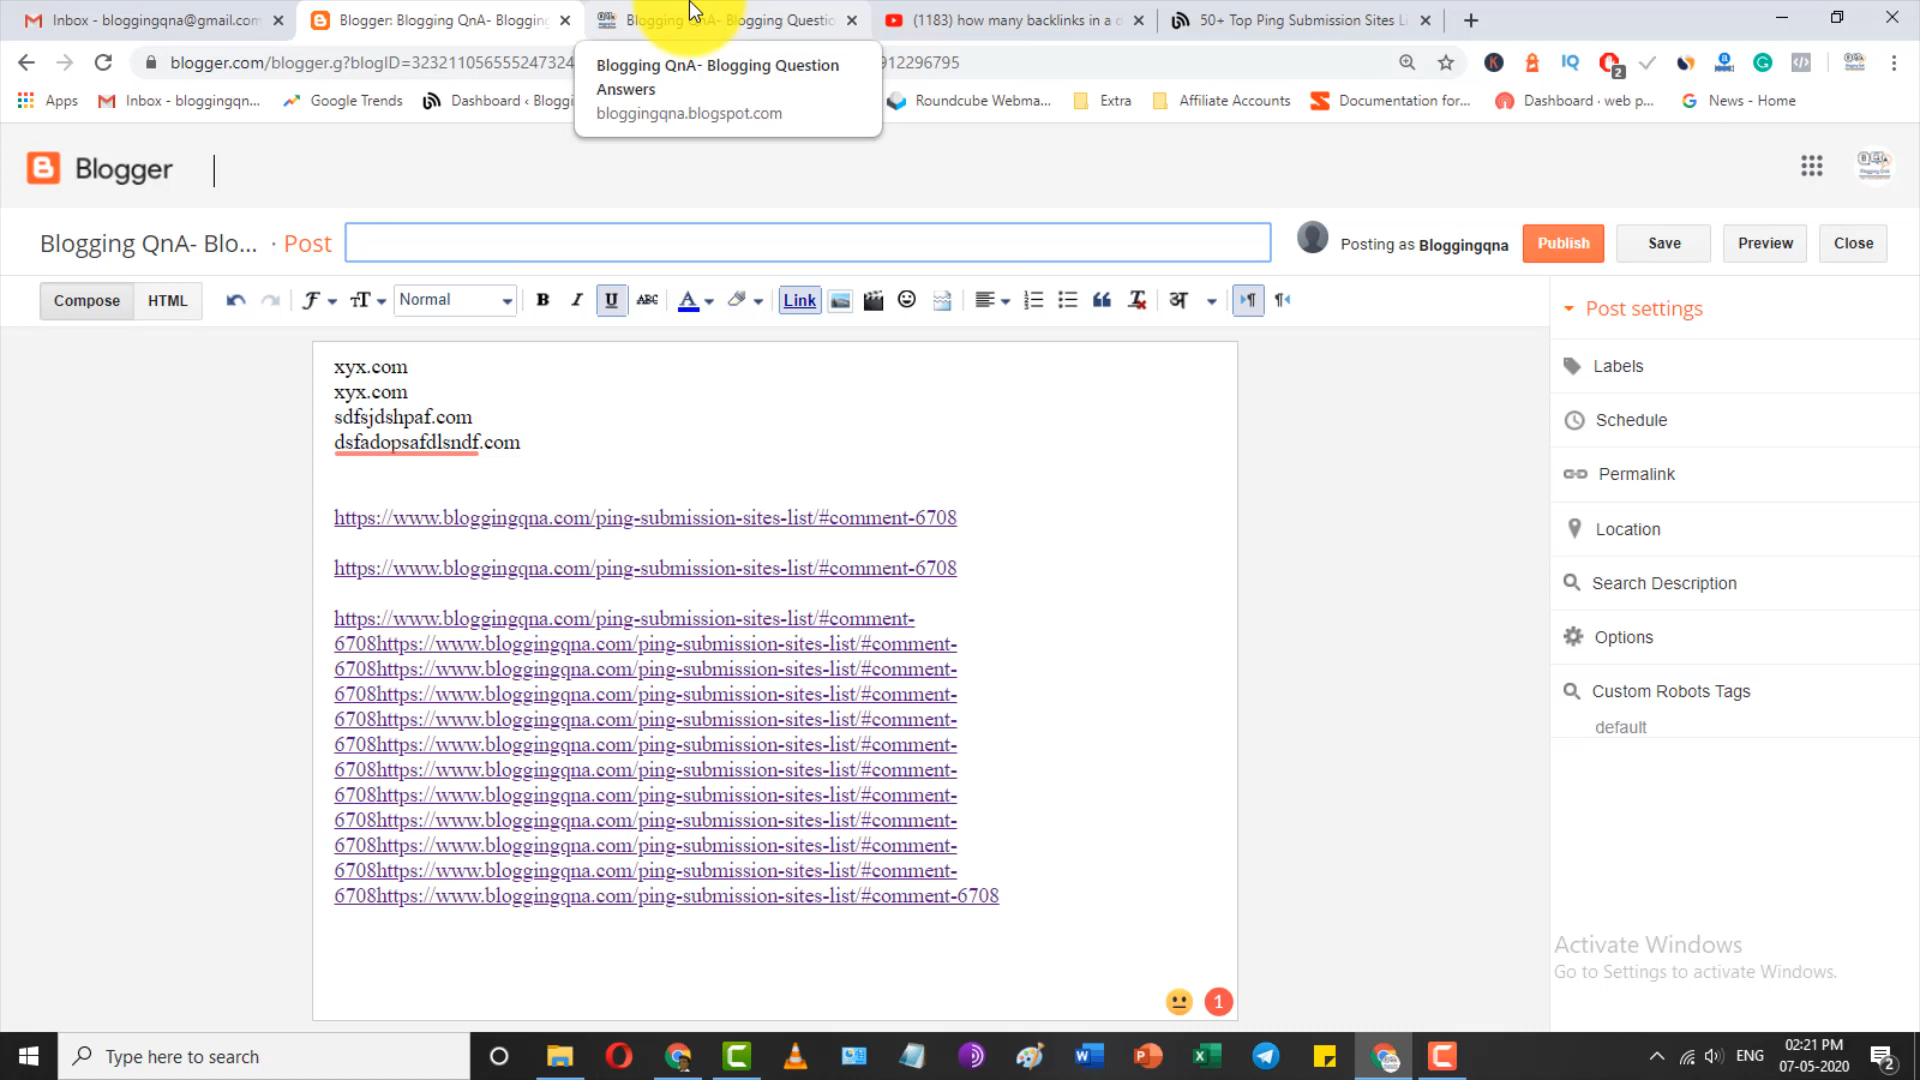 Inbox - bloggingqna@gmail.com
Blogger: Blogging QnA- Blogging
Blogging QnA- Blogging Questio
(1183) how many backlinks in a d
50+ Top Ping Submission Sites Li
blogger.com/blogger.g?blogID=323211056555247324
912296795
2
Blogging QnA- Blogging Question
Answers
bloggingqna.blogspot.com
Apps
Inbox - bloggingqn...
Google Trends
Dashboard ‹ Bloggi
Roundcube Webma...
Extra
Affiliate Accounts
Documentation for...
Dashboard · web p...
News - Home
Blogger
Blogging QnA- Blo... · Post
Posting as Bloggingqna
Publish
Save
Preview
Close
Compose
HTML
Normal
B
I
U
ABC
A
Link
अ
Post settings
Labels
Schedule
Permalink
Location
Search Description
Options
Custom Robots Tags
default
xyx.com
xyx.com
sdfsjdshpaf.com
dsfadopsafdlsndf.com
https://www.bloggingqna.com/ping-submission-sites-list/#comment-6708
https://www.bloggingqna.com/ping-submission-sites-list/#comment-6708
https://www.bloggingqna.com/ping-submission-sites-list/#comment-
6708https://www.bloggingqna.com/ping-submission-sites-list/#comment-
6708https://www.bloggingqna.com/ping-submission-sites-list/#comment-
6708https://www.bloggingqna.com/ping-submission-sites-list/#comment-
6708https://www.bloggingqna.com/ping-submission-sites-list/#comment-
6708https://www.bloggingqna.com/ping-submission-sites-list/#comment-
6708https://www.bloggingqna.com/ping-submission-sites-list/#comment-
6708https://www.bloggingqna.com/ping-submission-sites-list/#comment-
6708https://www.bloggingqna.com/ping-submission-sites-list/#comment-
6708https://www.bloggingqna.com/ping-submission-sites-list/#comment-
6708https://www.bloggingqna.com/ping-submission-sites-list/#comment-
6708https://www.bloggingqna.com/ping-submission-sites-list/#comment-6708
1
Activate Windows
Go to Settings to activate Windows.
Type here to search
ENG
02:21 PM
07-05-2020
2